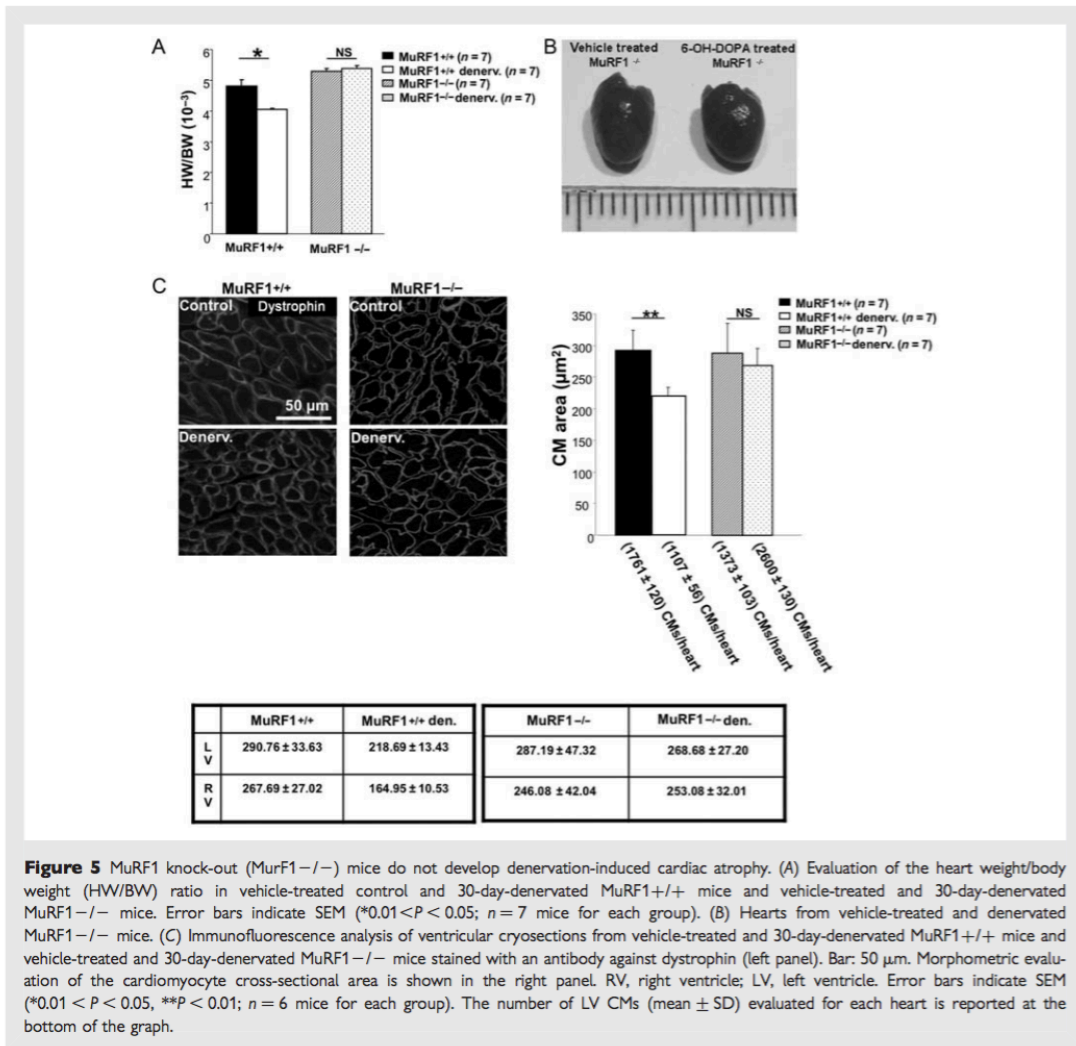 A
6
5
4
3
2
1
0
HW/BW (10⁻³)
*
NS
MuRF1+/+
MuRF1 −/−
MuRF1+/+ (n = 7)
MuRF1+/+ denerv. (n = 7)
MuRF1−/− (n = 7)
MuRF1−/− denerv. (n = 7)
B
Vehicle treated
MuRF1 -/-
6-OH-DOPA treated
MuRF1 -/-
C
MuRF1+/+
MuRF1−/−
Control
Dystrophin
Control
50 µm
Denerv.
Denerv.
350
300
250
200
150
100
50
0
CM area (µm²)
**
NS
MuRF1+/+ (n = 7)
MuRF1+/+ denerv. (n = 7)
MuRF1−/− (n = 7)
MuRF1−/− denerv. (n = 7)
(1761 ± 120) CMs/heart
(1107 ± 56) CMs/heart
(1373 ± 103) CMs/heart
(2600 ± 130) CMs/heart
MuRF1+/+ MuRF1+/+ den. MuRF1−/− MuRF1−/− den.
LV 290.76 ± 33.63 218.69 ± 13.43 287.19 ± 47.32 268.68 ± 27.20
RV 267.69 ± 27.02 164.95 ± 10.53 246.08 ± 42.04 253.08 ± 32.01
Figure 5 MuRF1 knock-out (MurF1−/−) mice do not develop denervation-induced cardiac atrophy. (A) Evaluation of the heart weight/body
weight (HW/BW) ratio in vehicle-treated control and 30-day-denervated MuRF1+/+ mice and vehicle-treated and 30-day-denervated
MuRF1−/− mice. Error bars indicate SEM (*0.01 < P < 0.05; n = 7 mice for each group). (B) Hearts from vehicle-treated and denervated
MuRF1−/− mice. (C) Immunofluorescence analysis of ventricular cryosections from vehicle-treated and 30-day-denervated MuRF1+/+ mice and
vehicle-treated and 30-day-denervated MuRF1−/− mice stained with an antibody against dystrophin (left panel). Bar: 50 µm. Morphometric evalu-
ation of the cardiomyocyte cross-sectional area is shown in the right panel. RV, right ventricle; LV, left ventricle. Error bars indicate SEM
(*0.01 < P < 0.05, **P < 0.01; n = 6 mice for each group). The number of LV CMs (mean ± SD) evaluated for each heart is reported at the
bottom of the graph.